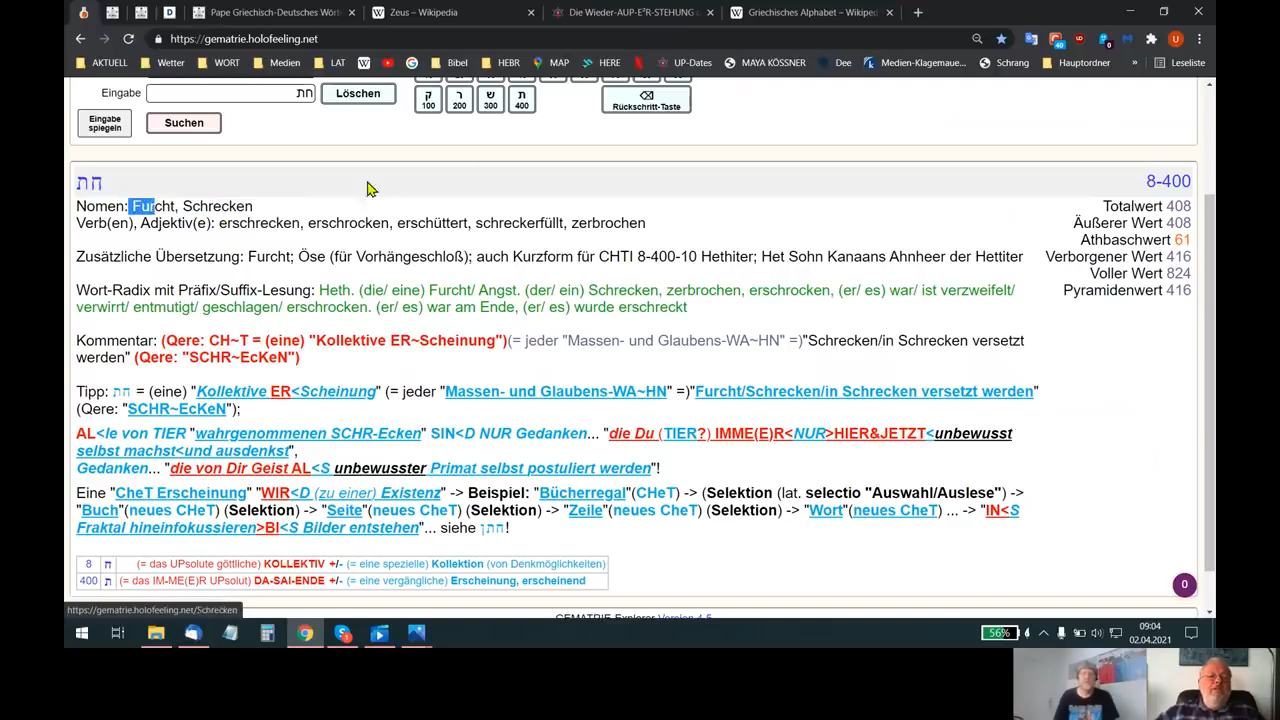 Pape Griechisch-Deutsches Wört
Zeus – Wikipedia
Die Wieder-AUP-E²R-STEHUNG
Griechisches Alphabet – Wikiped
https://gematrie.holofeeling.net
AKTUELL Wetter WORT Medien LAT Bibel HEBR MAP HERE UP-Dates MAYA KÖSSNER Dee Medien-Klagemaue... Schrang Hauptordner Leseliste
Eingabe חת Löschen
ק 100 ר 200 ש 300 ת 400 Rückschritt-Taste
Eingabe spiegeln Suchen
חת 8-400
Nomen: Furcht, Schrecken Totalwert 408
Verb(en), Adjektiv(e): erschrecken, erschrocken, erschüttert, schreckerfüllt, zerbrochen Äußerer Wert 408
Athbaschwert 61
Zusätzliche Übersetzung: Furcht; Öse (für Vorhängeschloß); auch Kurzform für CHTI 8-400-10 Hethiter; Het Sohn Kanaans Ahnheer der Hettiter Verborgener Wert 416
Voller Wert 824
Wort-Radix mit Präfix/Suffix-Lesung: Heth. (die/ eine) Furcht/ Angst. (der/ ein) Schrecken, zerbrochen, erschrocken, (er/ es) war/ ist verzweifelt/ Pyramidenwert 416
verwirrt/ entmutigt/ geschlagen/ erschrocken. (er/ es) war am Ende, (er/ es) wurde erschreckt
Kommentar: (Qere: CH~T = (eine) "Kollektive ER~Scheinung")(= jeder "Massen- und Glaubens-WA~HN" =)"Schrecken/in Schrecken versetzt
werden" (Qere: "SCHR~EcKeN")
Tipp: חת = (eine) "Kollektive ER<Scheinung" (= jeder "Massen- und Glaubens-WA~HN" =)"Furcht/Schrecken/in Schrecken versetzt werden"
(Qere: "SCHR~EcKeN");
AL<le von TIER "wahrgenommenen SCHR-Ecken" SIN<D NUR Gedanken... "die Du (TIER?) IMME(E)R<NUR>HIER&JETZT<unbewusst
selbst machst<und ausdenkst",
Gedanken... "die von Dir Geist AL<S unbewusster Primat selbst postuliert werden"!
Eine "CheT Erscheinung" "WIR<D (zu einer) Existenz" -> Beispiel: "Bücherregal"(CHeT) -> (Selektion (lat. selectio "Auswahl/Auslese") ->
"Buch"(neues CHeT) (Selektion) -> "Seite"(neues CheT) (Selektion) -> "Zeile"(neues CheT) (Selektion) -> "Wort"(neues CheT) ... -> "IN<S
Fraktal hineinfokussieren>BI<S Bilder entstehen"... siehe חתן!
8 ח (= das UPsolute göttliche) KOLLEKTIV +/- (= eine spezielle) Kollektion (von Denkmöglichkeiten)
400 ת (= das IM-ME(E)R UPsolut) DA-SAI-ENDE +/- (= eine vergängliche) Erscheinung, erscheinend
0
https://gematrie.holofeeling.net/Schrecken
GEMATRIE Explorer Version 4.5
56%
09:04
02.04.2021